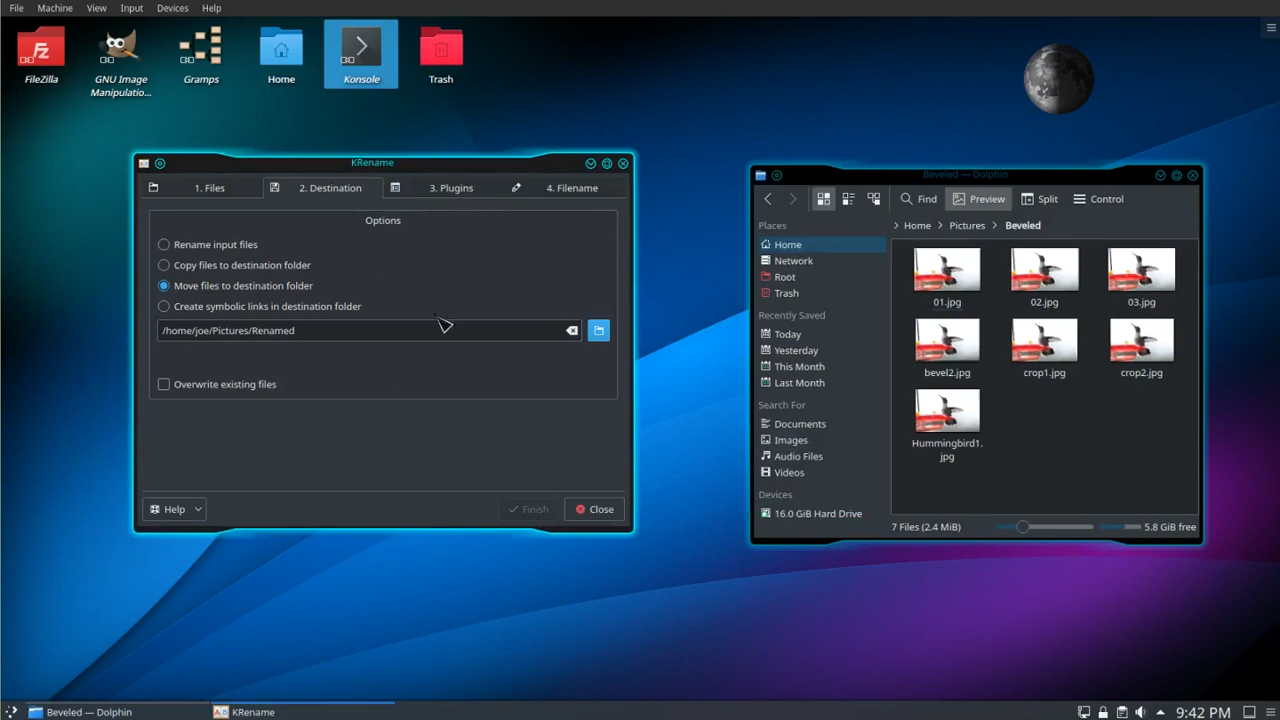 File Machine View Input Devices Help
FileZilla
GNU Image
Manipulatio...
Gramps
Home
Konsole
Trash
KRename
1. Files
2. Destination
3. Plugins
4. Filename
Options
Rename input files
Copy files to destination folder
Move files to destination folder
Create symbolic links in destination folder
/home/joe/Pictures/Renamed
Overwrite existing files
Help
Finish
Close
Beveled — Dolphin
Find
Preview
Split
Control
Places
Home
Network
Root
Trash
Recently Saved
Today
Yesterday
This Month
Last Month
Search For
Documents
Images
Audio Files
Videos
Devices
16.0 GiB Hard Drive
Home > Pictures > Beveled
01.jpg
02.jpg
03.jpg
bevel2.jpg
crop1.jpg
crop2.jpg
Hummingbird1.
jpg
7 Files (2.4 MiB)
5.8 GiB free
Beveled — Dolphin
KRename
9:42 PM